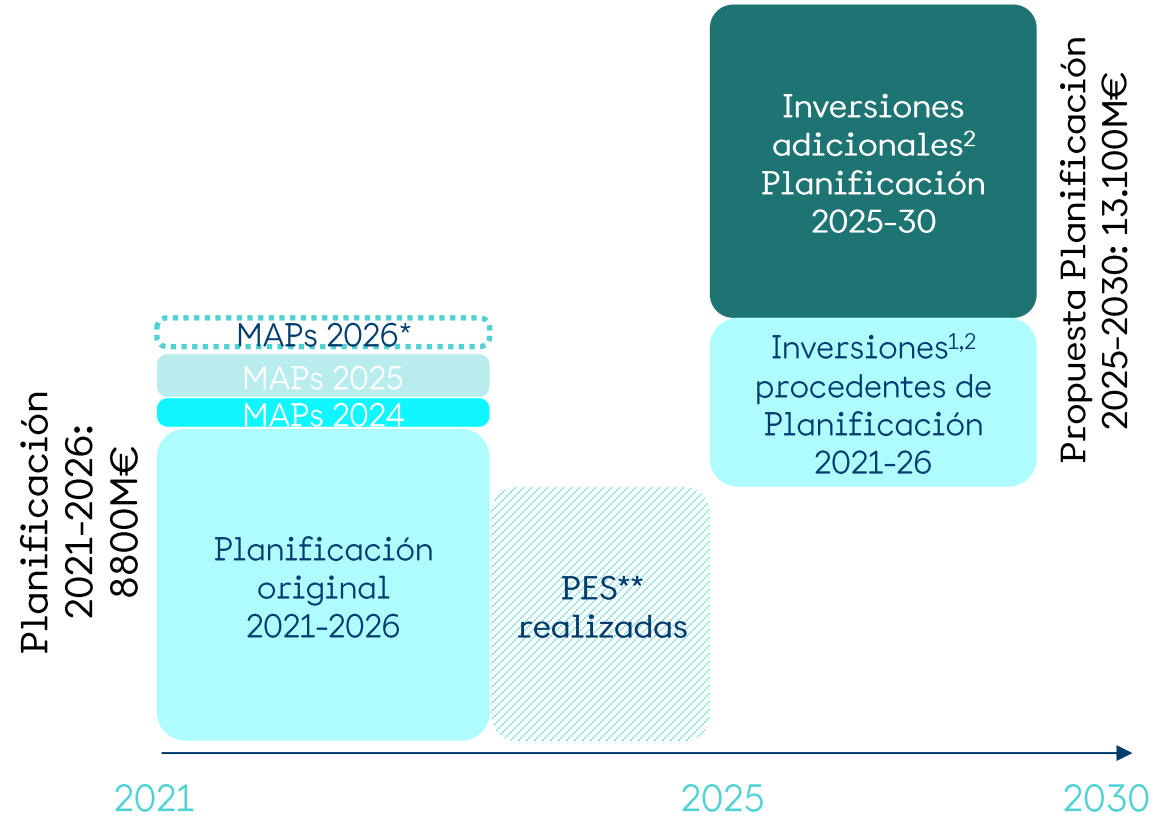 Planificación
2021-2026:
8800M€
MAPs 2026*
MAPs 2025
MAPs 2024
Planificación
original
2021-2026
PES**
realizadas
Inversiones
adicionales²
Planificación
2025-30
Inversiones¹,²
procedentes de
Planificación
2021-26
Propuesta Planificación
2025-2030: 13.100M€
2021
2025
2030